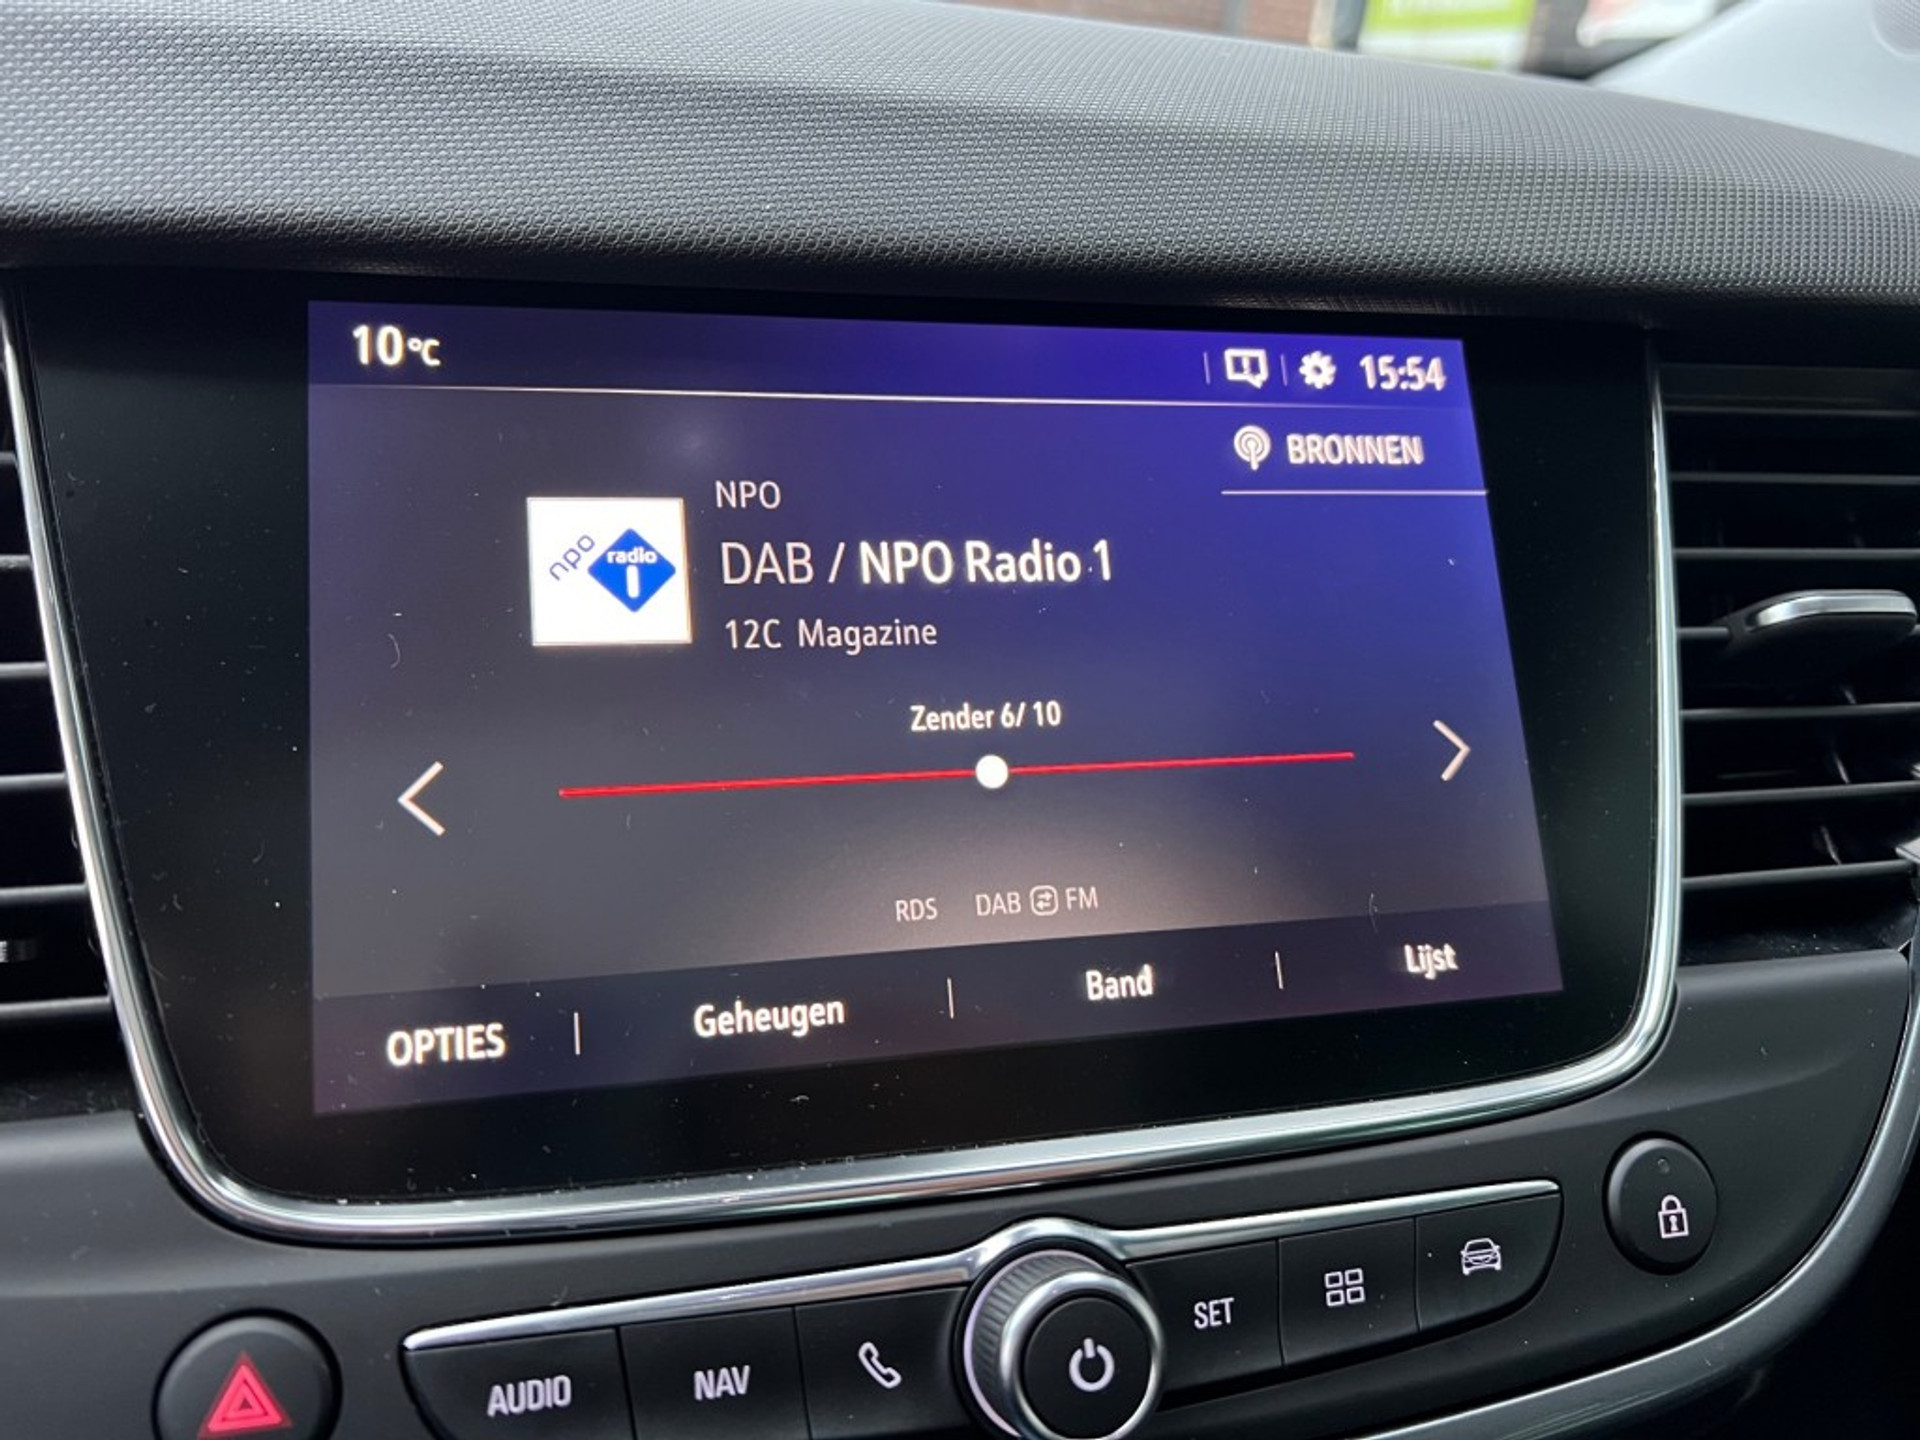 10°C
15:54
BRONNEN
NPO
npo radio 1
DAB / NPO Radio 1
12C Magazine
Zender 6/ 10
RDS DAB FM
OPTIES | Geheugen | Band | Lijst
AUDIO NAV SET